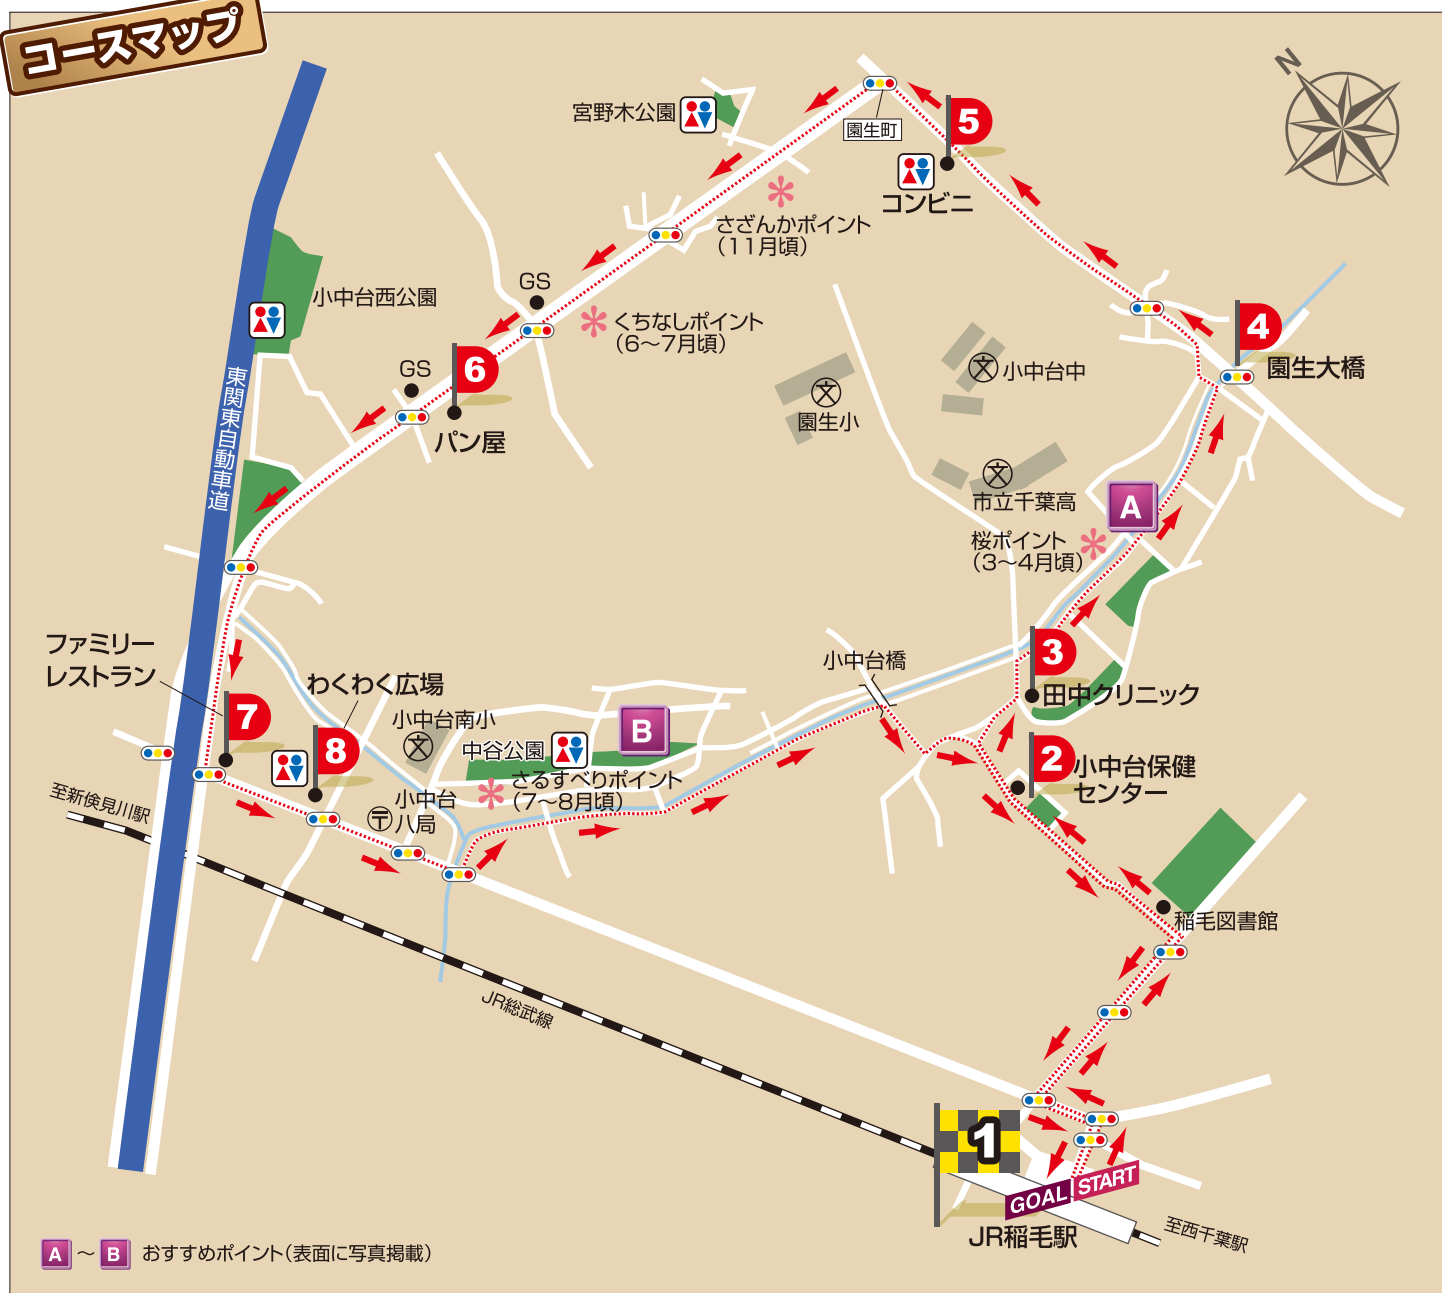 コースマップ
N
宮野木公園
園生町
5
コンビニ
さざんかポイント
(11月頃)
小中台西公園
GS
くちなしポイント
(6〜7月頃)
4
園生大橋
GS
6
パン屋
文
園生小
文
小中台中
東関東自動車道
文
市立千葉高
A
桜ポイント
(3〜4月頃)
ファミリー
レストラン
小中台橋
3
田中クリニック
わくわく広場
7
8
小中台南小
文
中谷公園
B
さるすべりポイント
(7〜8月頃)
2
小中台保健
センター
至新検見川駅
〒
小中台
八局
稲毛図書館
JR総武線
1
GOAL
START
JR稲毛駅
至西千葉駅
A 〜 B おすすめポイント(表面に写真掲載)